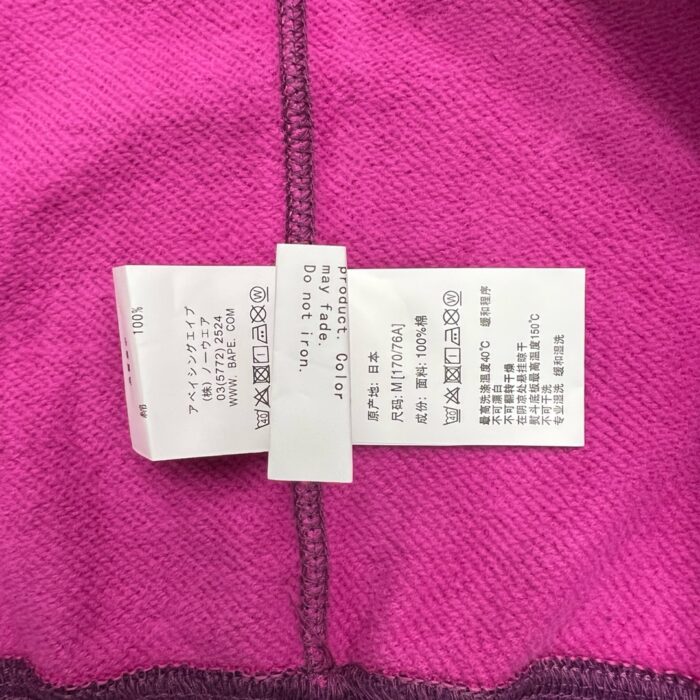 綿
100%
アベイシングエイプ
(株) ノーウェア
03(5772) 2524
WWW. BAPE. COM
product. Color
may fade.
Do not iron.
原产地: 日本
尺码: M [170/76A]
成份: 面料: 100%棉
最高洗涤温度40℃ 缓和程序
不可漂白
不可翻转干燥
在阴凉处悬挂晾干
熨斗底板最高温度150℃
不可干洗
专业湿洗 缓和湿洗